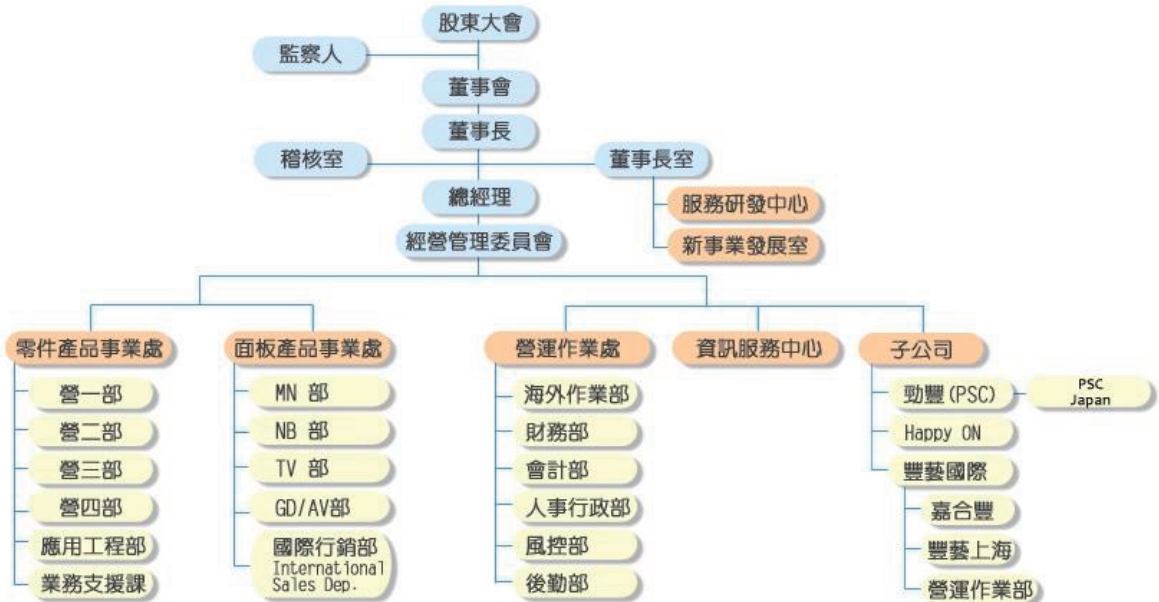 股東大會
監察人
董事會
董事長
稽核室
董事長室
總經理
服務研發中心
經營管理委員會
新事業發展室
零件產品事業處
營一部
營二部
營三部
營四部
應用工程部
業務支援課
面板產品事業處
MN 部
NB 部
TV 部
GD/AV部
國際行銷部
International
Sales Dep.
營運作業處
海外作業部
財務部
會計部
人事行政部
風控部
後勤部
資訊服務中心
子公司
勁豐(PSC)
PSC
Japan
Happy ON
豐藝國際
嘉合豐
豐藝上海
營運作業部